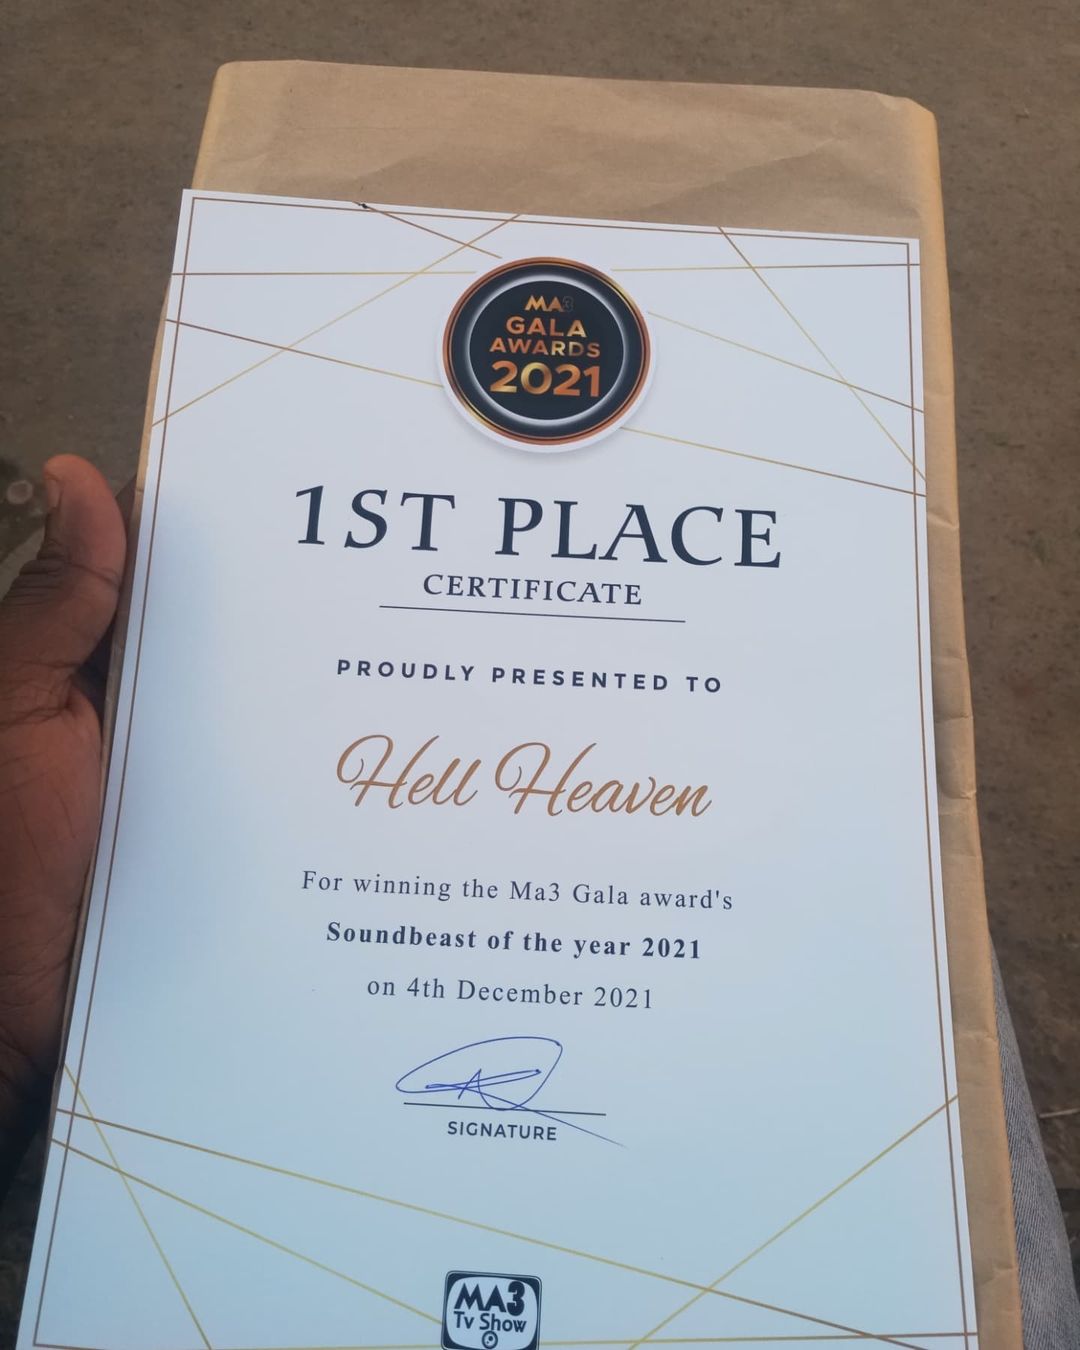 MA3
GALA
AWARDS
2021
1ST PLACE
CERTIFICATE
PROUDLY PRESENTED TO
Hell Heaven
For winning the Ma3 Gala award's
Soundbeast of the year 2021
on 4th December 2021
SIGNATURE
MA3
Tv Show